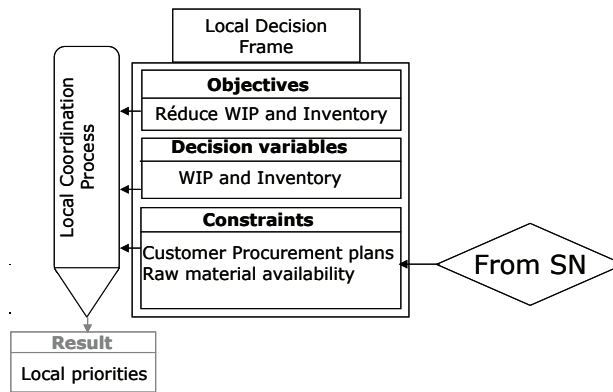 Local Decision
Frame
Objectives
Réduce WIP and Inventory
Decision variables
WIP and Inventory
Constraints
Customer Procurement plans
Raw material availability
Local Coordination
Process
From SN
Result
Local priorities